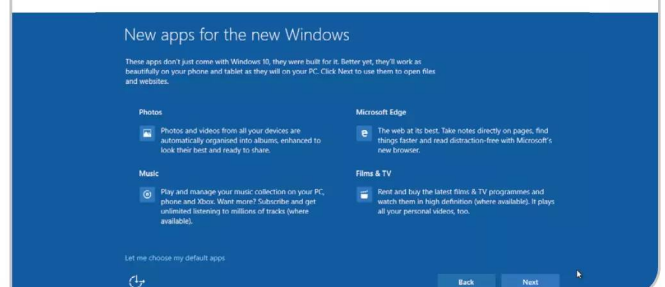 New apps for the new Windows
These apps don't just come with Windows 10, they were built for it. Better yet, they'll work as
beautifully on your phone and tablet as they will on your PC. Click Next to use them to open files
and websites.
Photos
Photos and videos from all your devices are
automatically organised into albums, enhanced to
look their best and ready to share.
Microsoft Edge
The web at its best. Take notes directly on pages, find
things faster and read distraction-free with Microsoft's
new browser.
Music
Play and manage your music collection on your PC,
phone and Xbox. Want more? Subscribe and get
unlimited listening to millions of tracks (where
available).
Films & TV
Rent and buy the latest films & TV programmes and
watch them in high definition (where available). It plays
all your personal videos, too.
Let me choose my default apps
Back
Next